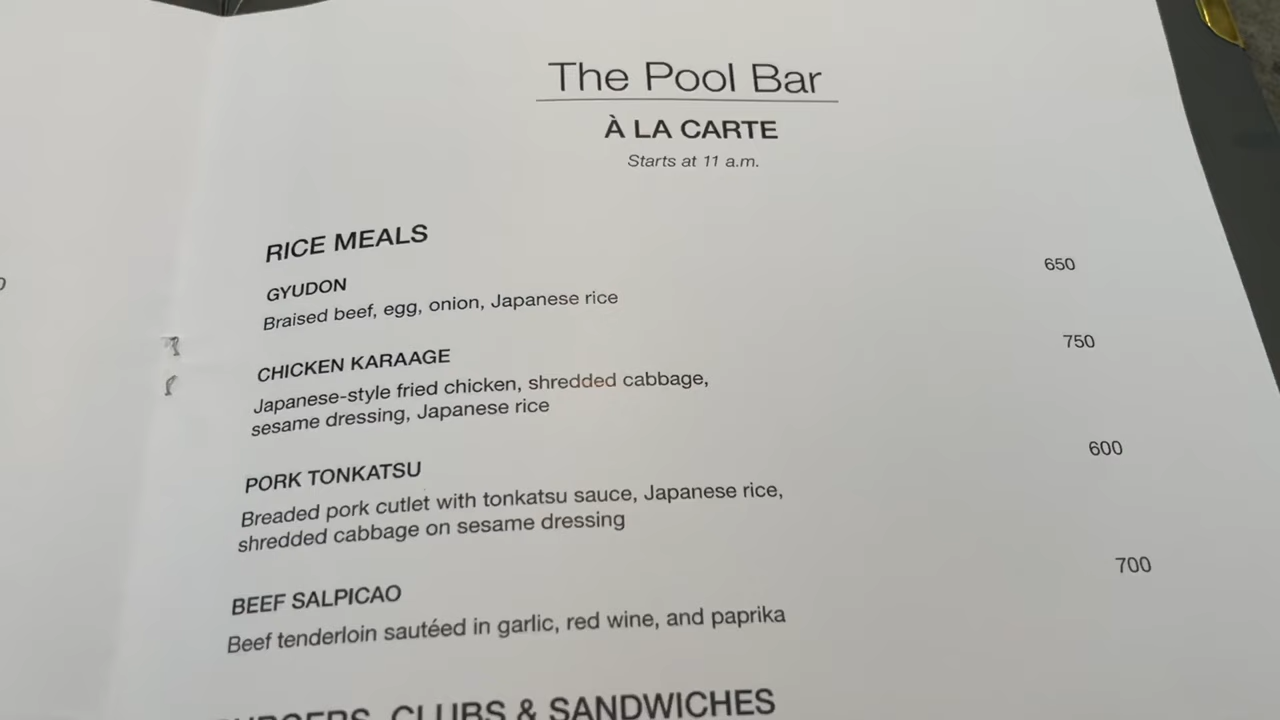 The Pool Bar
À LA CARTE
Starts at 11 a.m.
RICE MEALS
GYUDON 650
Braised beef, egg, onion, Japanese rice
CHICKEN KARAAGE 750
Japanese-style fried chicken, shredded cabbage,
sesame dressing, Japanese rice
PORK TONKATSU 600
Breaded pork cutlet with tonkatsu sauce, Japanese rice,
shredded cabbage on sesame dressing
BEEF SALPICAO 700
Beef tenderloin sautéed in garlic, red wine, and paprika
BURGERS, CLUBS & SANDWICHES